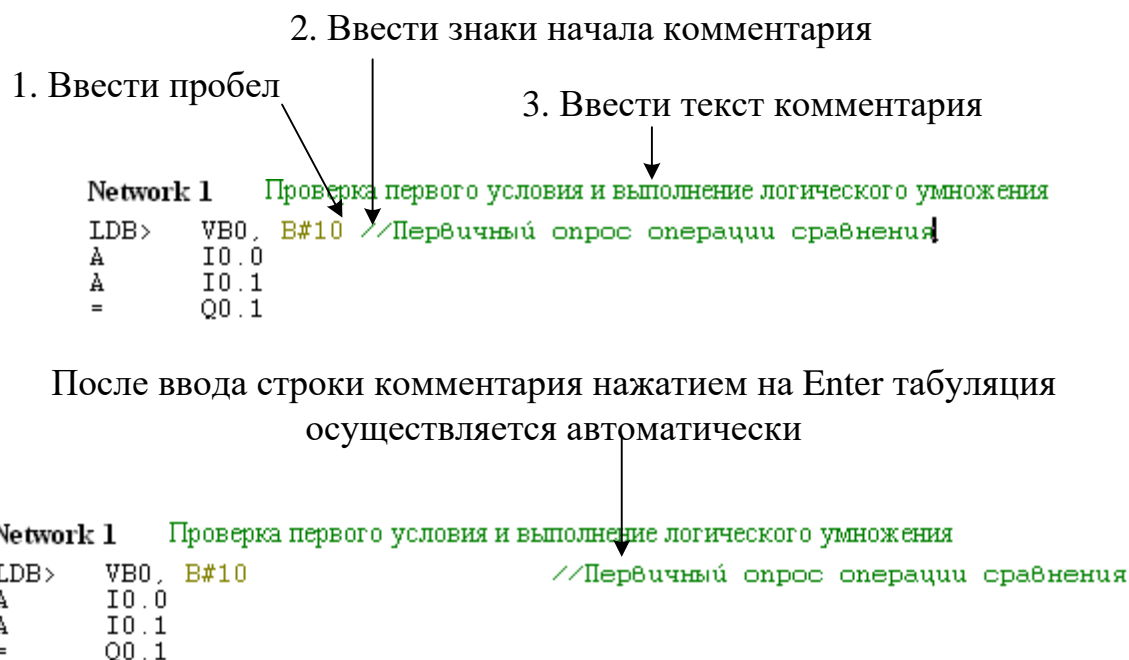 2. Ввести знаки начала комментария
1. Ввести пробел
3. Ввести текст комментария
Network 1 Проверка первого условия и выполнение логического умножения
LDB> VB0, B#10 //Первичный опрос операции сравнения
A I0.0
A I0.1
= Q0.1
После ввода строки комментария нажатием на Enter табуляция
осуществляется автоматически
Network 1 Проверка первого условия и выполнение логического умножения
LDB> VB0, B#10 //Первичный опрос операции сравнения
A I0.0
A I0.1
= Q0.1